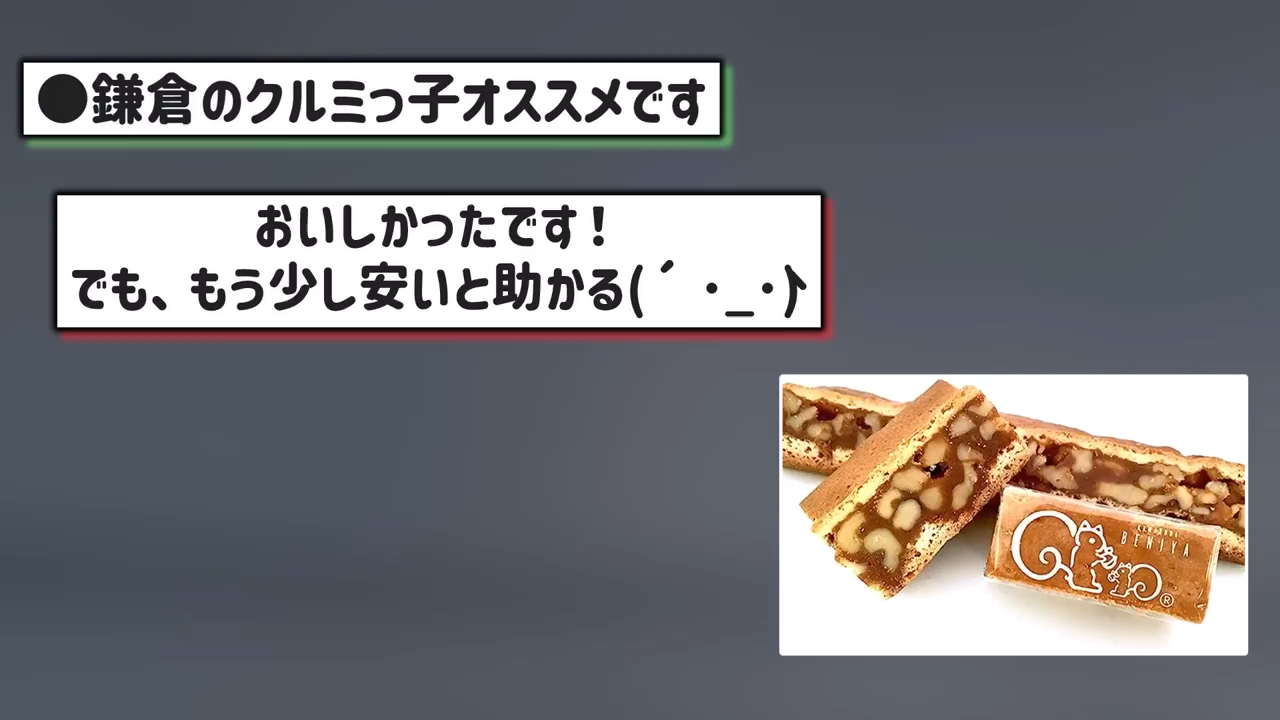 ●鎌倉のクルミっ子オススメです
おいしかったです！
でも、もう少し安いと助かる( ´ ・_・)
BENIYA
®